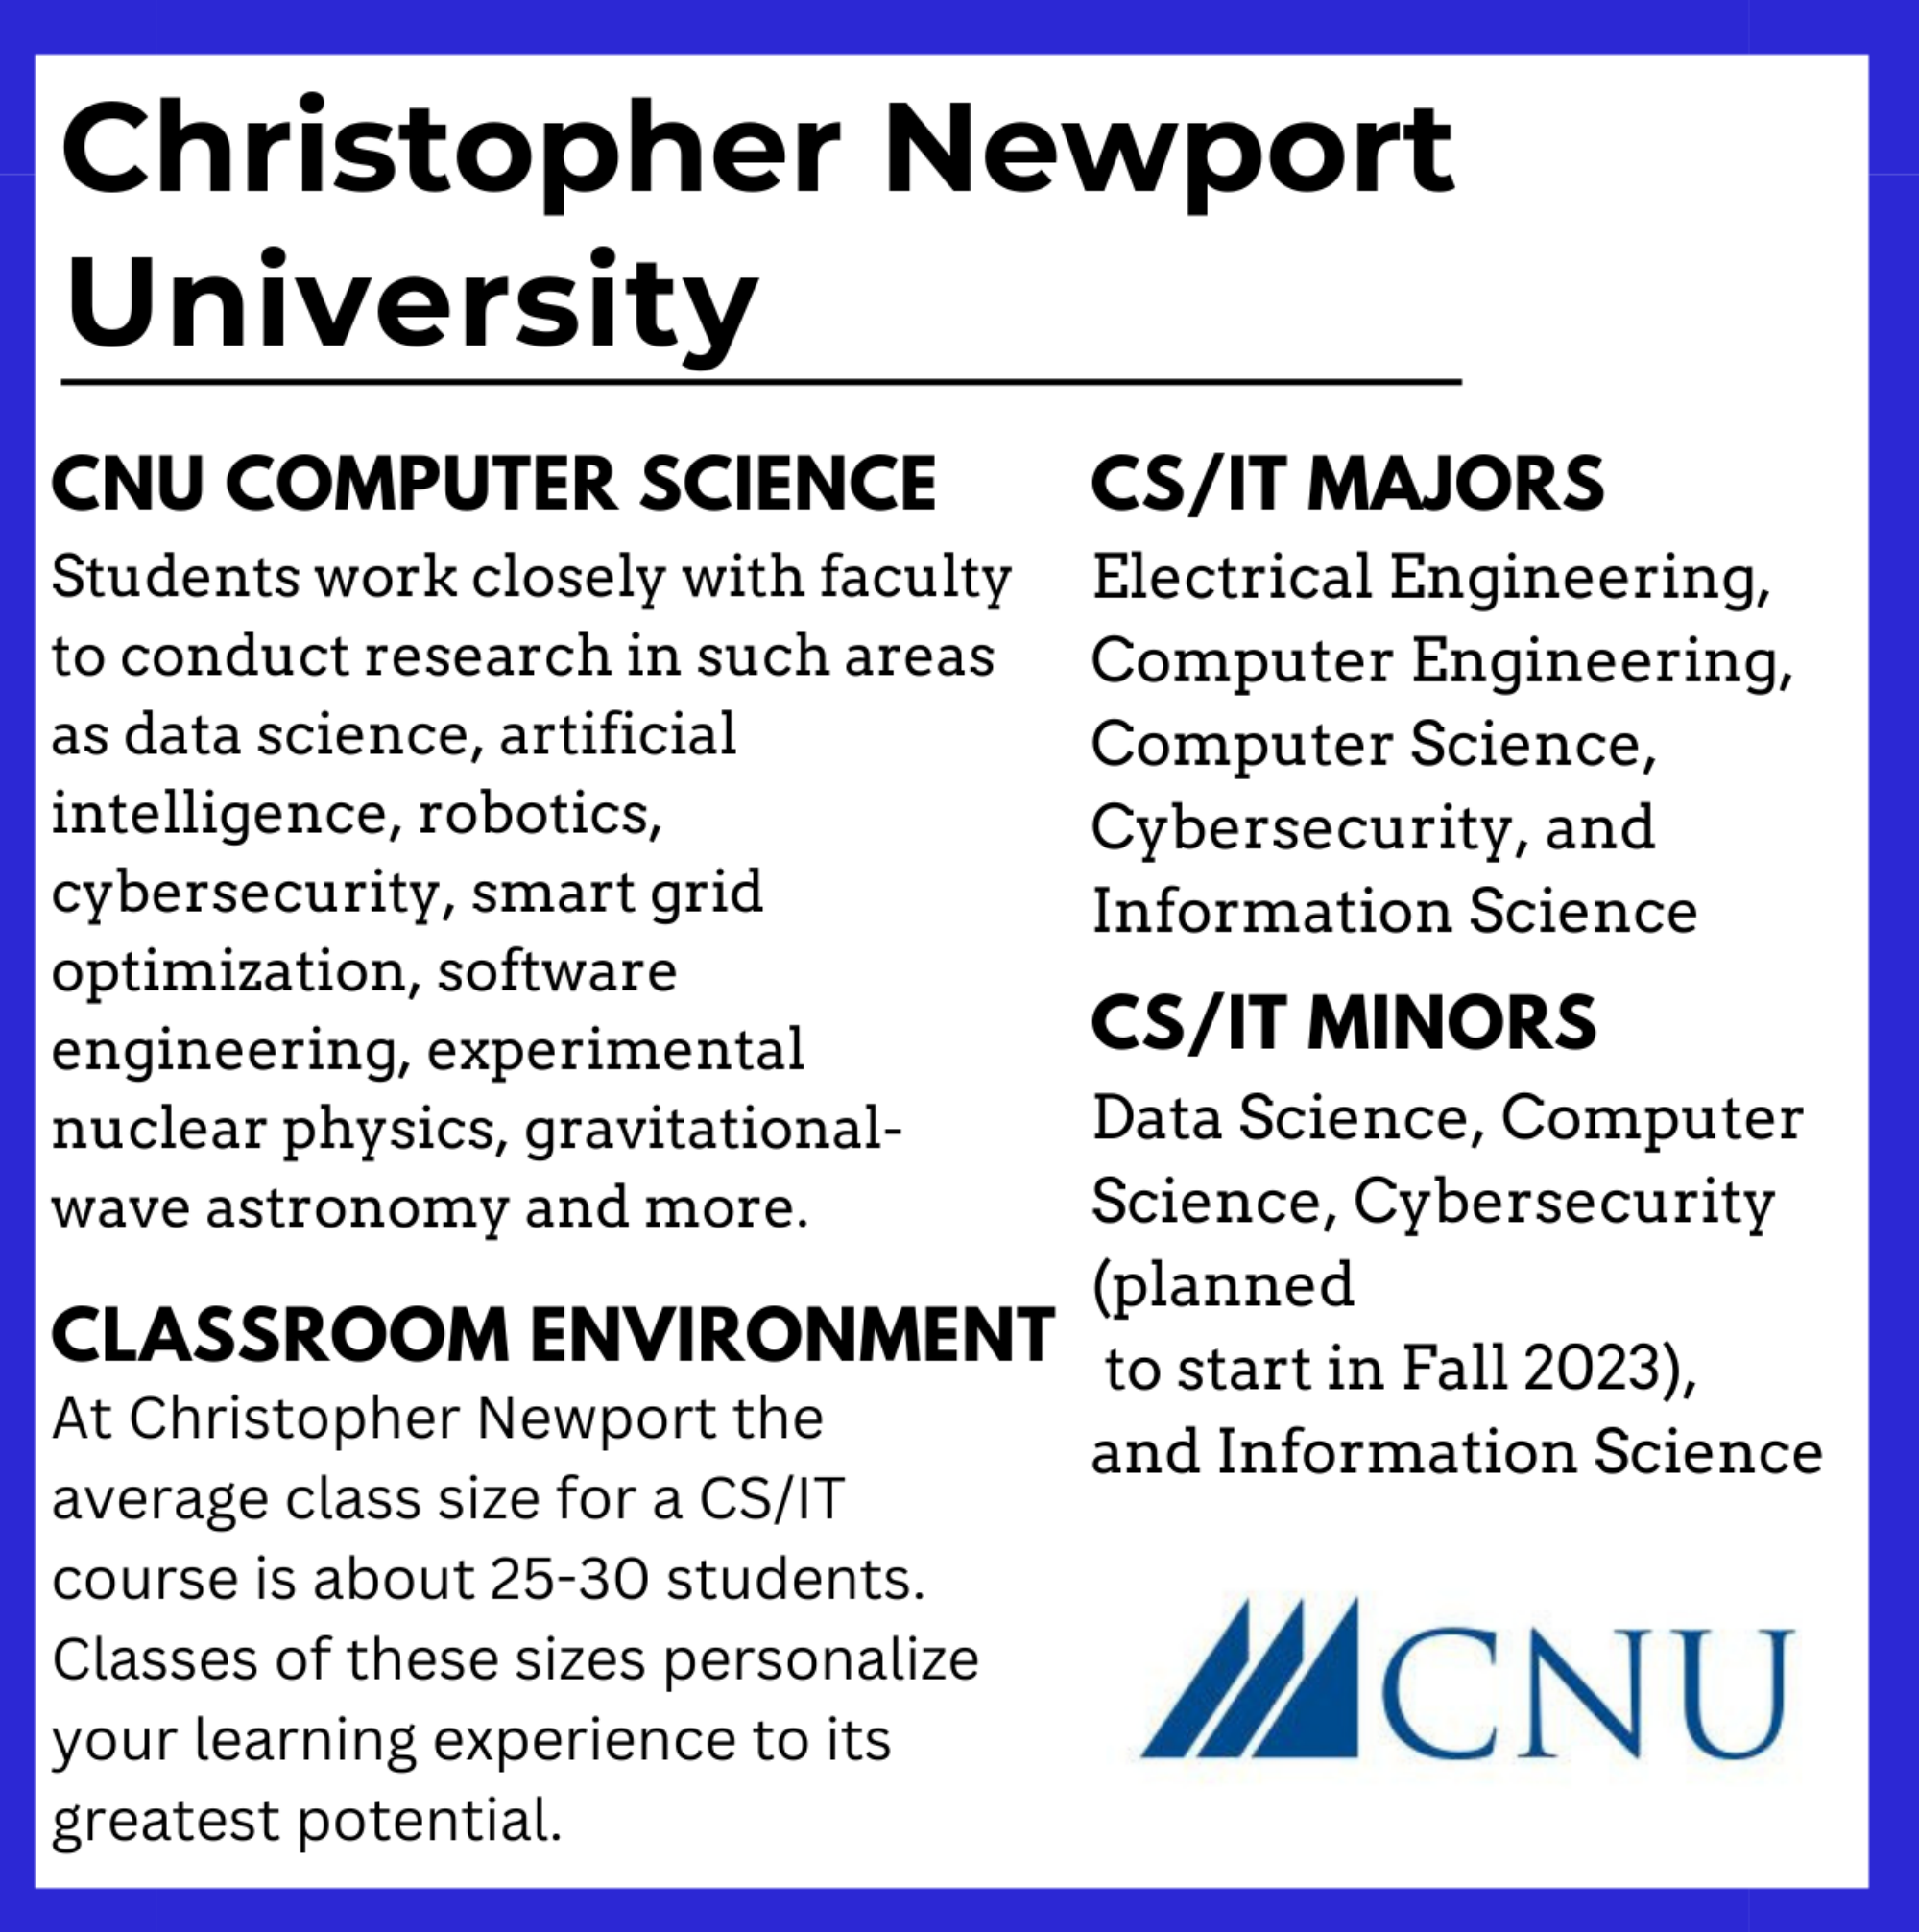 Christopher Newport
University
CNU COMPUTER SCIENCE
Students work closely with faculty
to conduct research in such areas
as data science, artificial
intelligence, robotics,
cybersecurity, smart grid
optimization, software
engineering, experimental
nuclear physics, gravitational-
wave astronomy and more.
CLASSROOM ENVIRONMENT
At Christopher Newport the
average class size for a CS/IT
course is about 25-30 students.
Classes of these sizes personalize
your learning experience to its
greatest potential.
CS/IT MAJORS
Electrical Engineering,
Computer Engineering,
Computer Science,
Cybersecurity, and
Information Science
CS/IT MINORS
Data Science, Computer
Science, Cybersecurity
(planned
to start in Fall 2023),
and Information Science
CNU